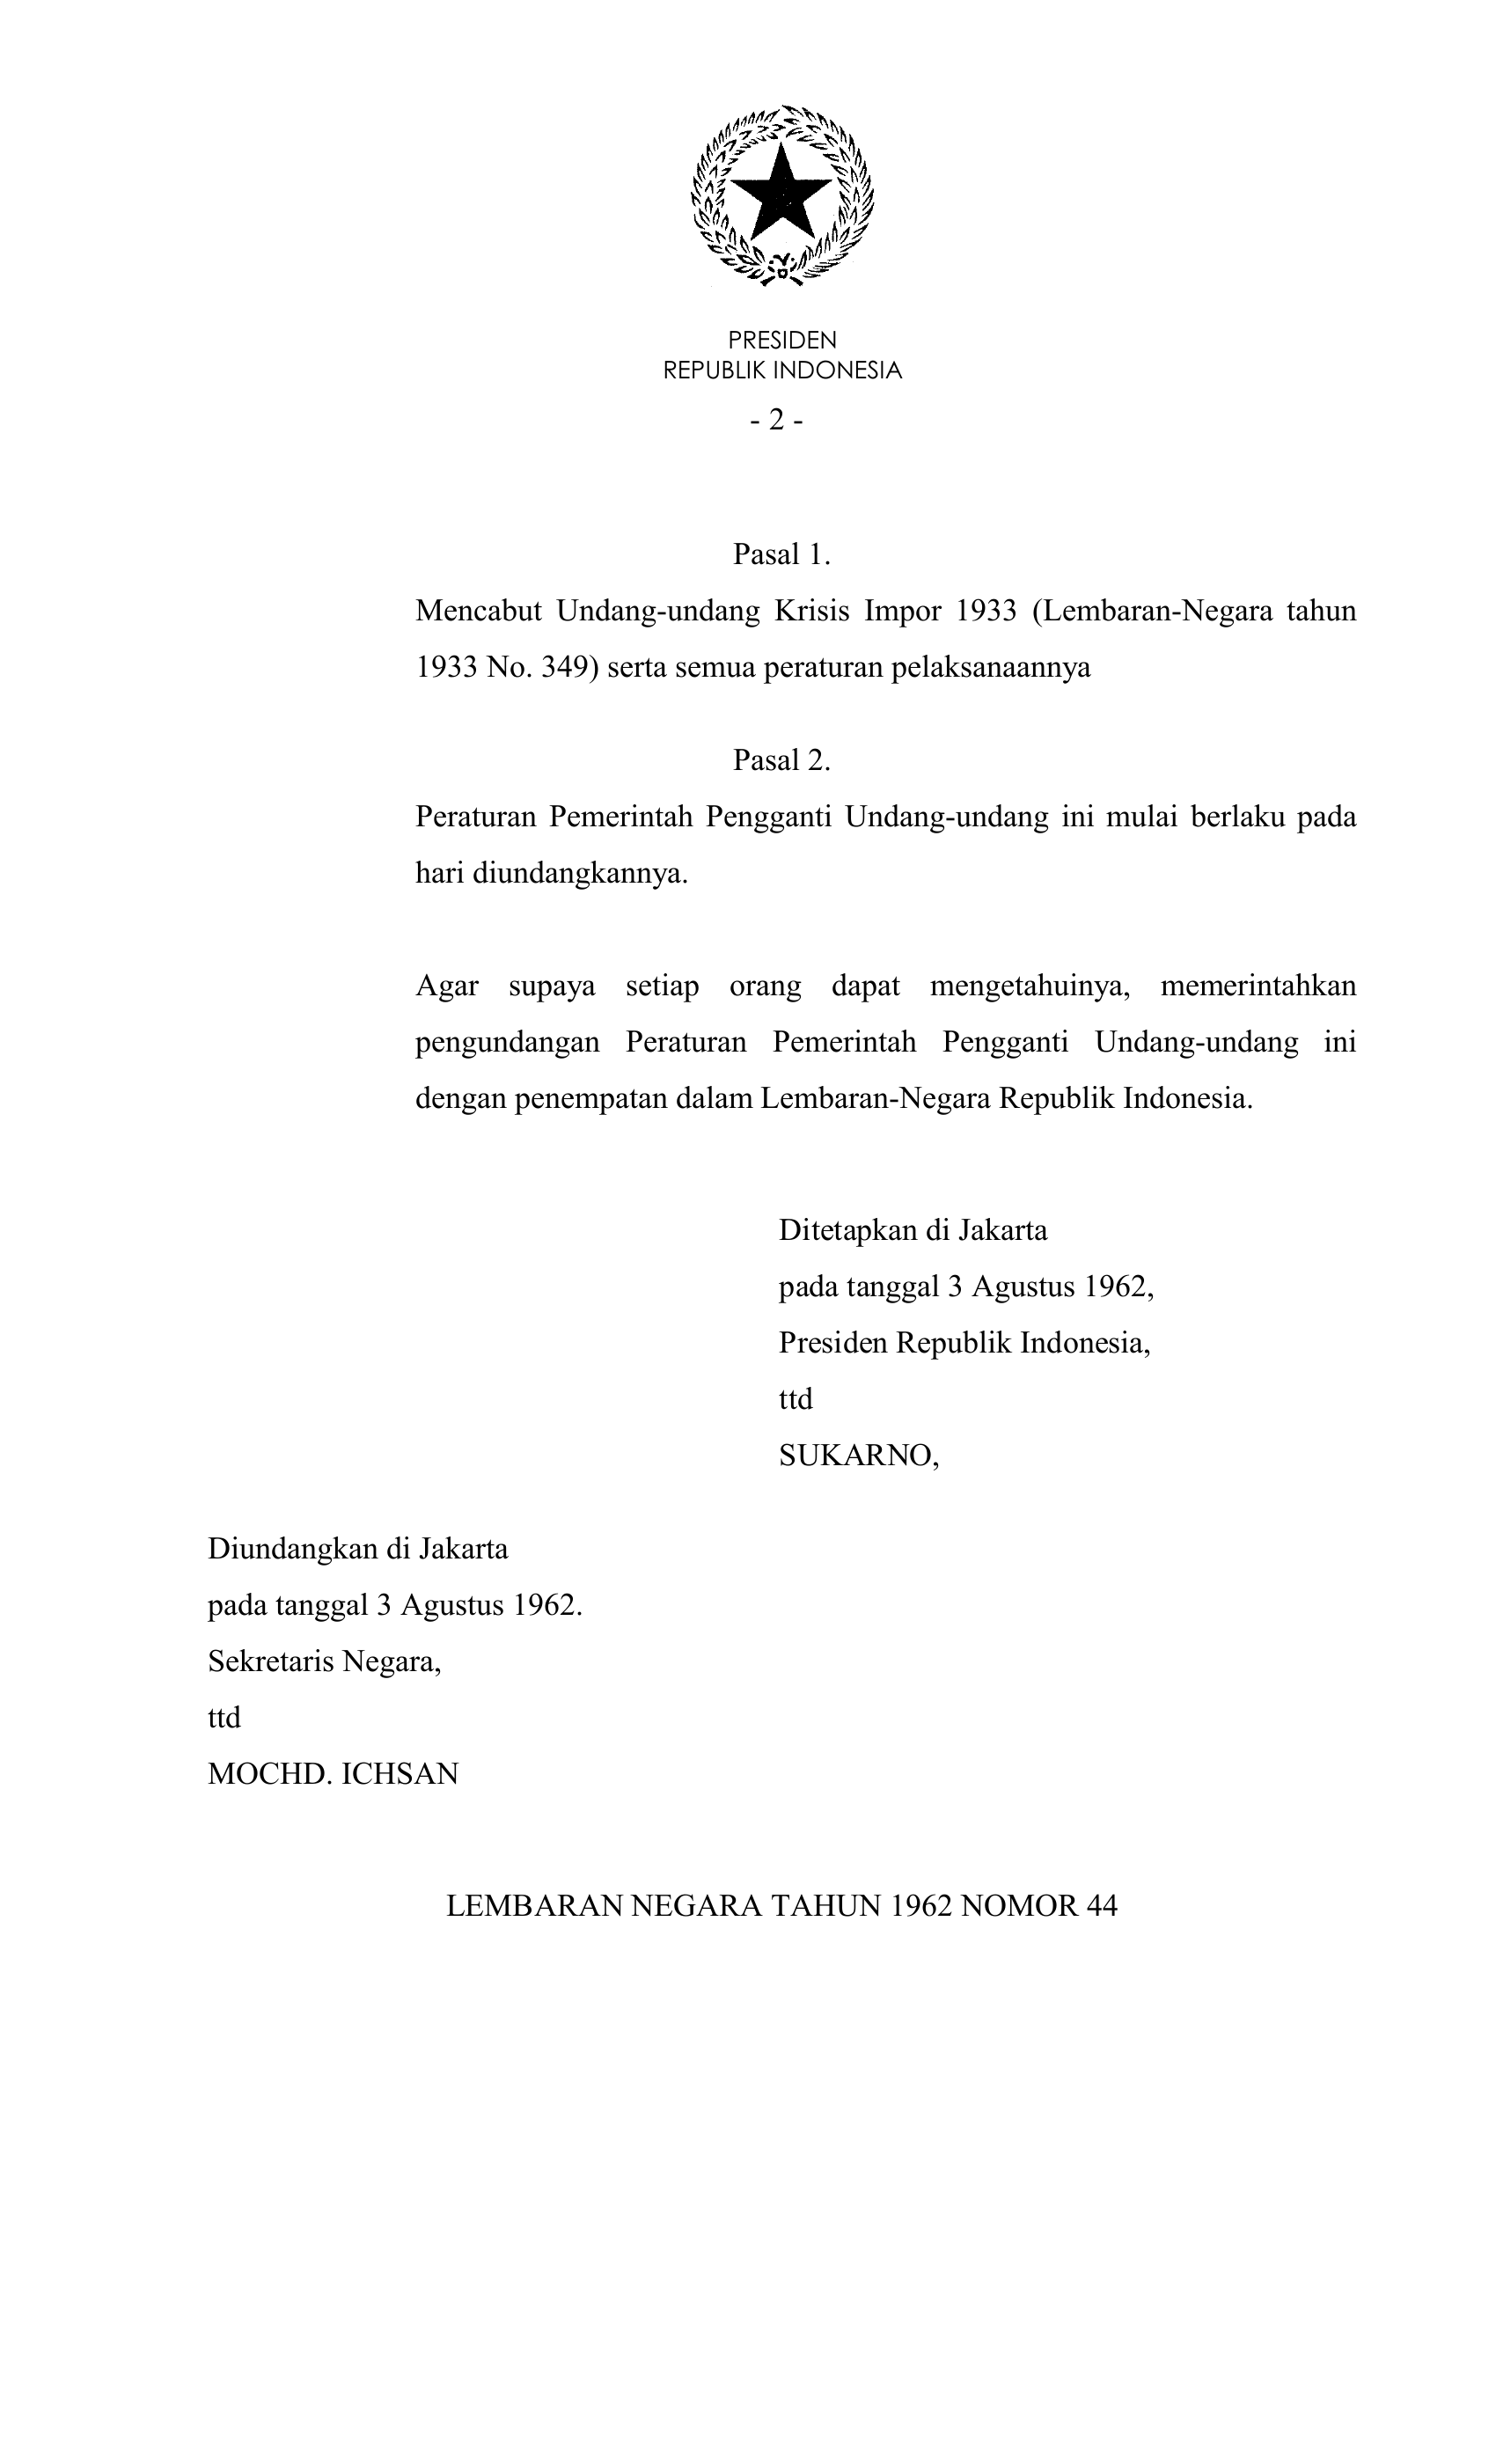 PRESIDEN
REPUBLIK INDONESIA
- 2 -
Pasal 1.
Mencabut Undang-undang Krisis Impor 1933 (Lembaran-Negara tahun
1933 No. 349) serta semua peraturan pelaksanaannya
Pasal 2.
Peraturan Pemerintah Pengganti Undang-undang ini mulai berlaku pada
hari diundangkannya.
Agar supaya setiap orang dapat mengetahuinya, memerintahkan
pengundangan Peraturan Pemerintah Pengganti Undang-undang ini
dengan penempatan dalam Lembaran-Negara Republik Indonesia.
Ditetapkan di Jakarta
pada tanggal 3 Agustus 1962,
Presiden Republik Indonesia,
ttd
SUKARNO,
Diundangkan di Jakarta
pada tanggal 3 Agustus 1962.
Sekretaris Negara,
ttd
MOCHD. ICHSAN
LEMBARAN NEGARA TAHUN 1962 NOMOR 44